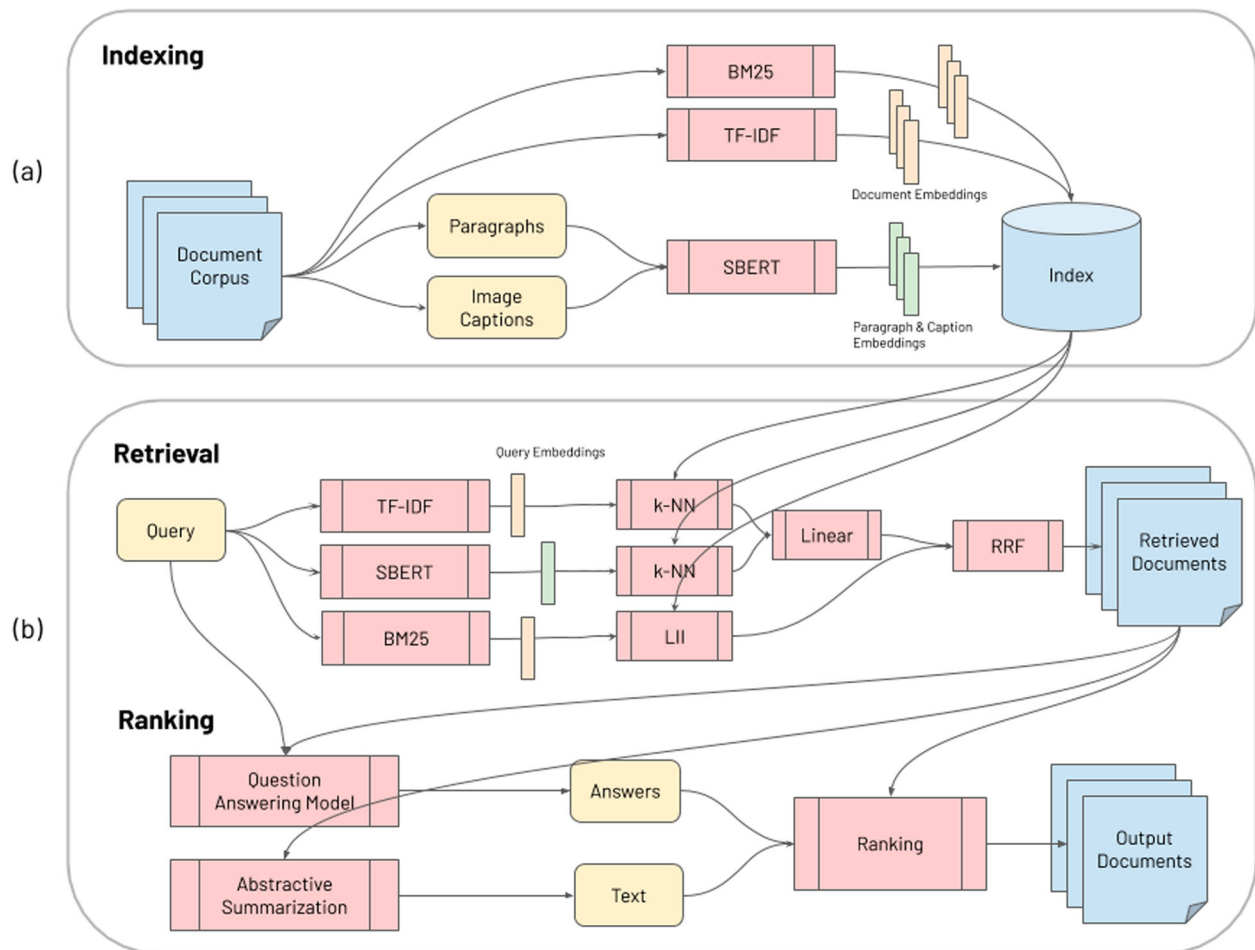 Indexing
(a)
BM25
TF-IDF
Document Embeddings
Document
Corpus
Paragraphs
Image
Captions
SBERT
Paragraph & Caption
Embeddings
Index
(b)
Retrieval
Query Embeddings
Query
TF-IDF
k-NN
SBERT
k-NN
BM25
LII
Linear
RRF
Retrieved
Documents
Ranking
Question
Answering Model
Answers
Abstractive
Summarization
Text
Ranking
Output
Documents